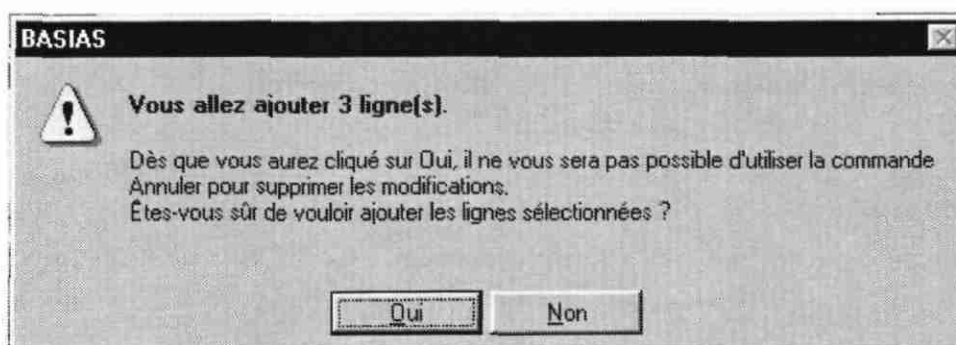 BASIAS
Vous allez ajouter 3 ligne(s).
Dès que vous aurez cliqué sur Oui, il ne vous sera pas possible d'utiliser la commande
Annuler pour supprimer les modifications.
Êtes-vous sûr de vouloir ajouter les lignes sélectionnées ?
Oui Non